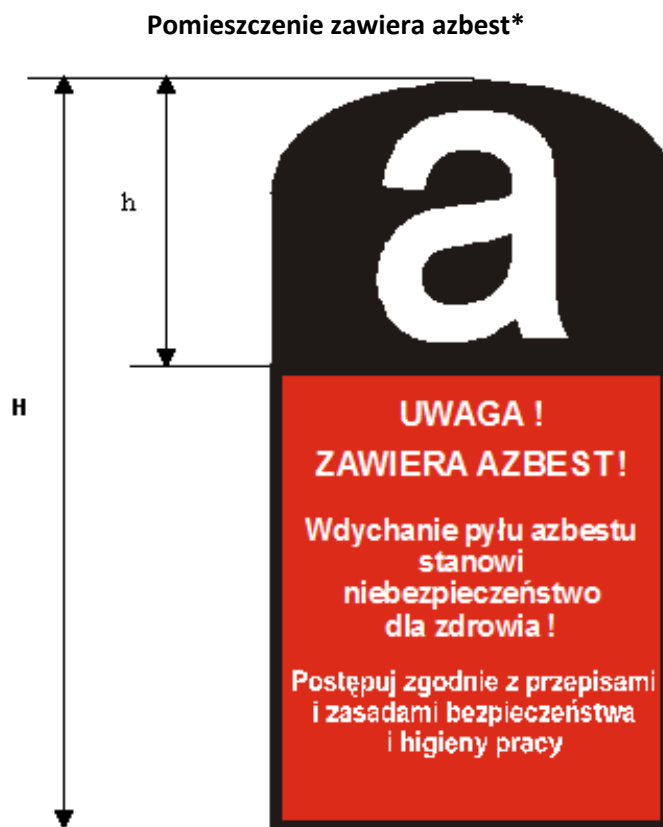 Pomieszczenie zawiera azbest*
h
H
a
UWAGA !
ZAWIERA AZBEST!
Wdychanie pyłu azbestu
stanowi
niebezpieczeństwo
dla zdrowia !
Postępuj zgodnie z przepisami
i zasadami bezpieczeństwa
i higieny pracy